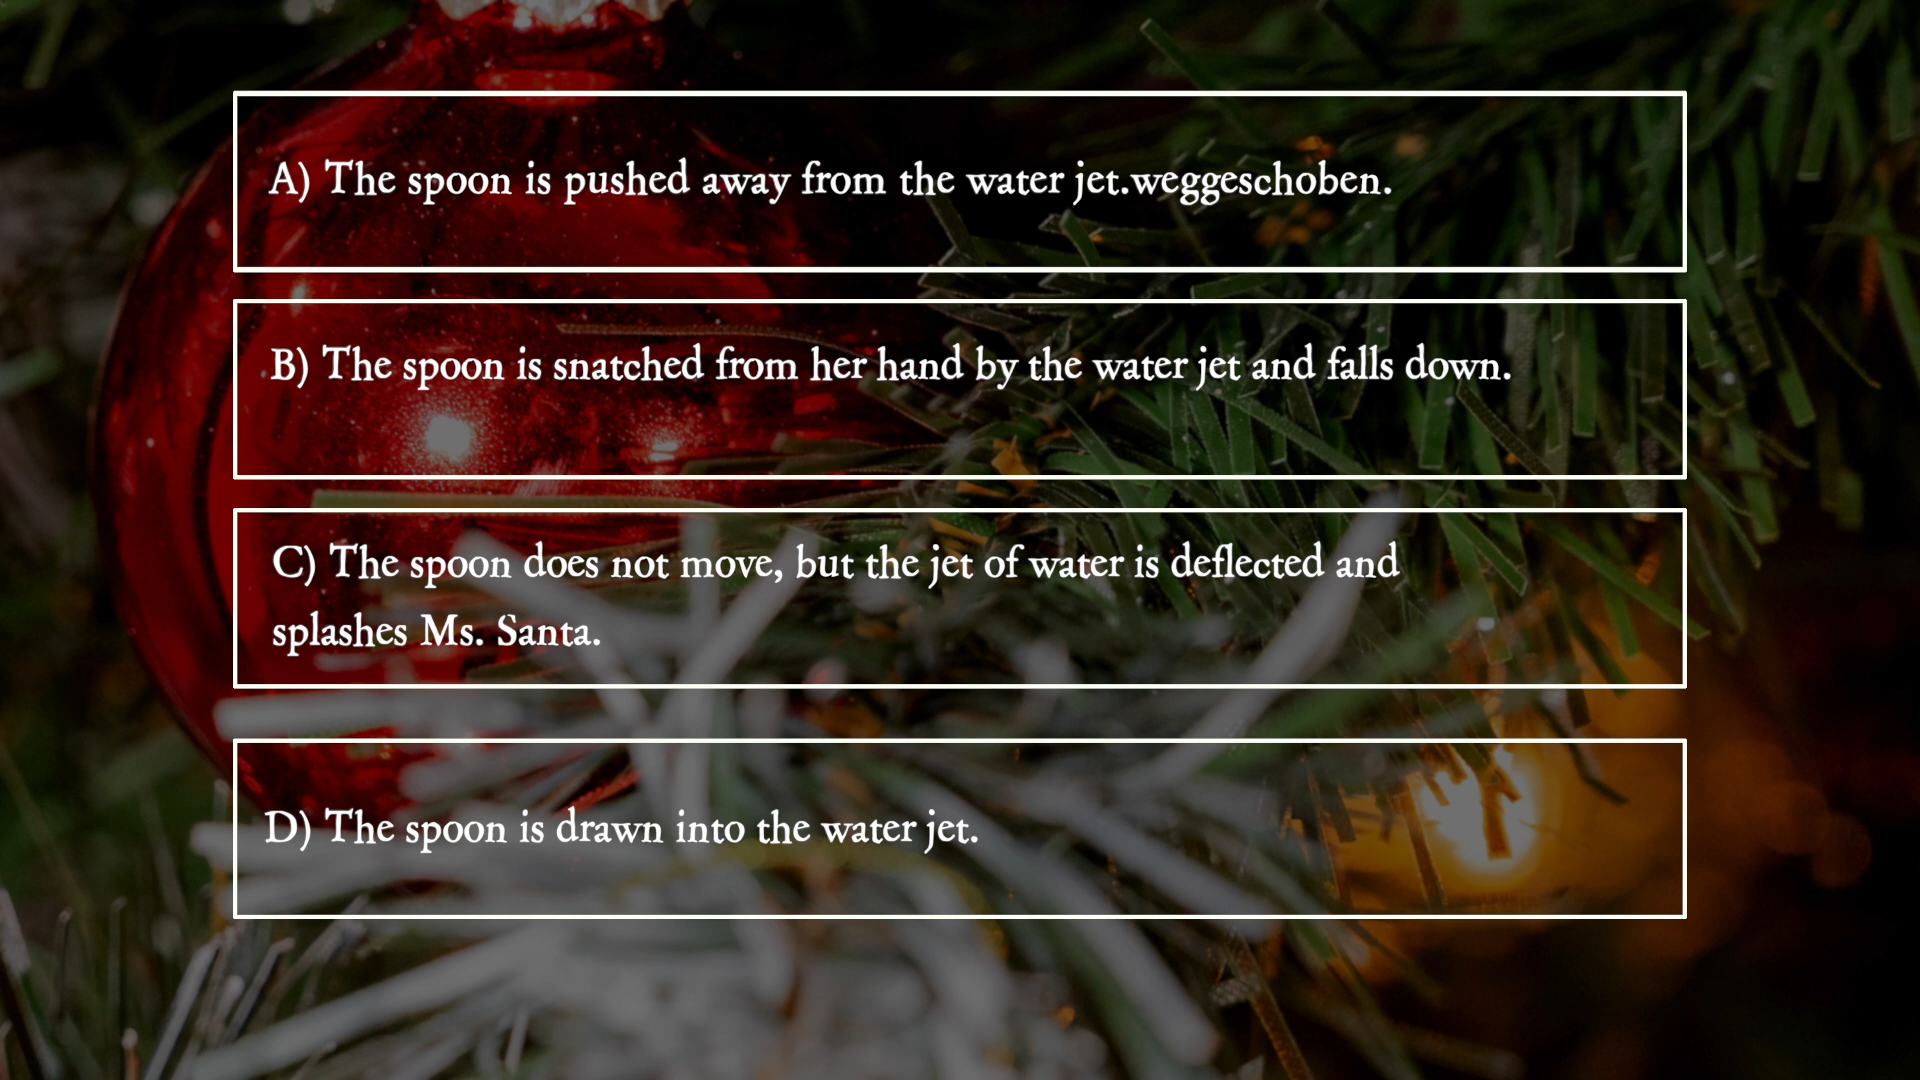 A) The spoon is pushed away from the water jet.weggeschoben.
B) The spoon is snatched from her hand by the water jet and falls down.
C) The spoon does not move, but the jet of water is deflected and
splashes Ms. Santa.
D) The spoon is drawn into the water jet.